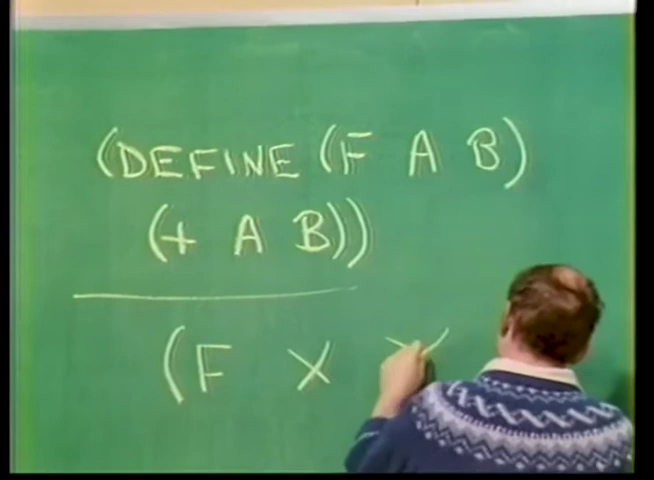 (DEFINE (F A B)
(+ A B))
(F X